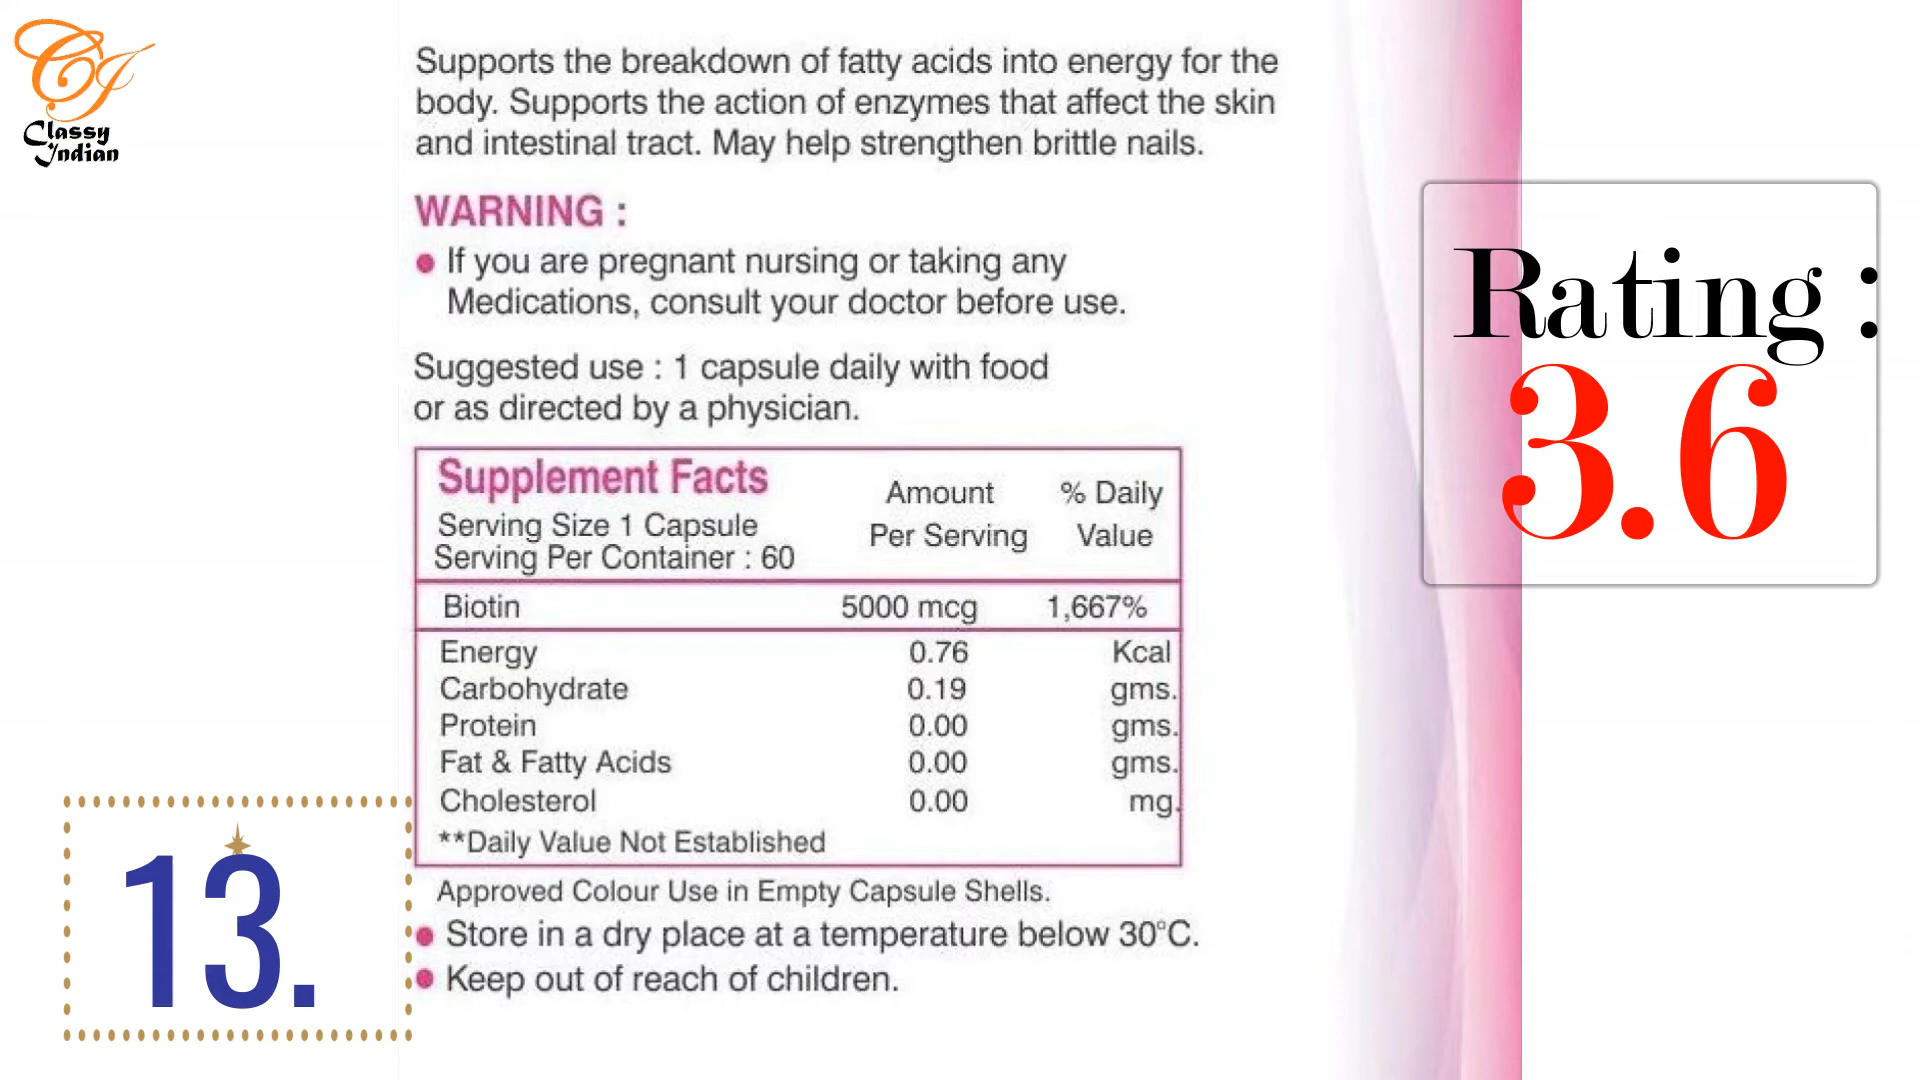 CI
Classy
Indian
Supports the breakdown of fatty acids into energy for the
body. Supports the action of enzymes that affect the skin
and intestinal tract. May help strengthen brittle nails.
WARNING :
● If you are pregnant nursing or taking any
Medications, consult your doctor before use.
Suggested use : 1 capsule daily with food
or as directed by a physician.
Supplement Facts
Serving Size 1 Capsule
Serving Per Container : 60
Amount
Per Serving
% Daily
Value
Biotin 5000 mcg 1,667%
Energy 0.76 Kcal
Carbohydrate 0.19 gms.
Protein 0.00 gms.
Fat & Fatty Acids 0.00 gms.
Cholesterol 0.00 mg.
**Daily Value Not Established
Approved Colour Use in Empty Capsule Shells.
● Store in a dry place at a temperature below 30°C.
● Keep out of reach of children.
Rating :
3.6
13.